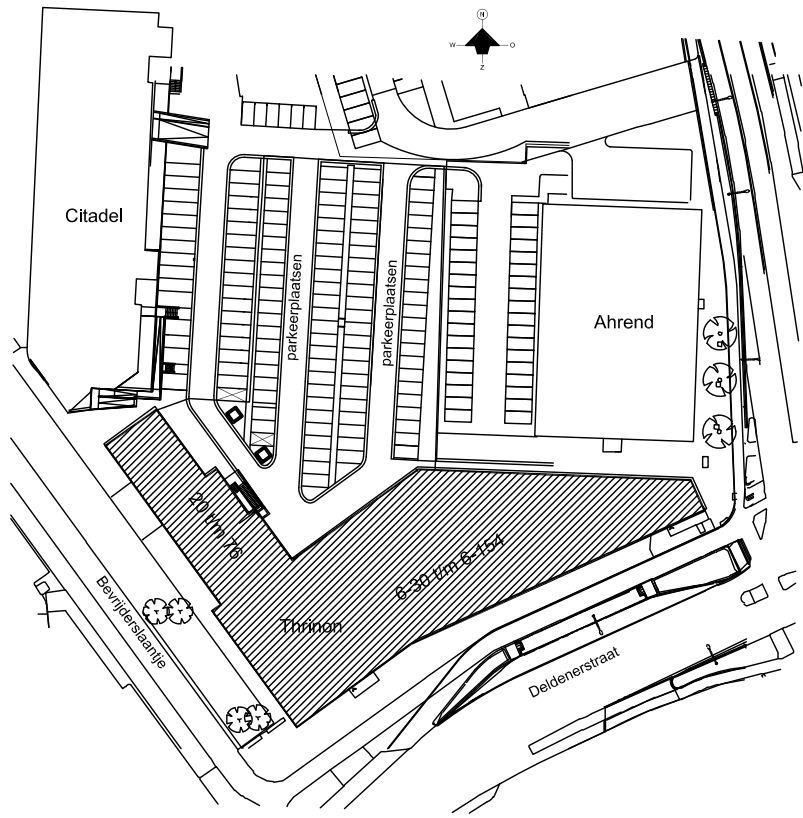 N
W
O
Z
Citadel
parkeerplaatsen
parkeerplaatsen
Ahrend
20 t/m 76
6-30 t/m 6-154
Thrinon
Bevrijderslaantje
Deldenerstraat